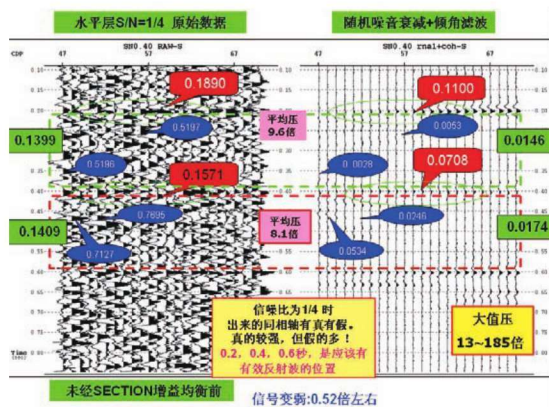 水平层S/N=1/4 原始数据
随机噪音衰减+倾角滤波
CDP
47
SN0.40 RAW-S
57
67
47
SN0.40 rna1+coh-S
57
67
0.1890
0.1100
0.5197
平均压
9.6倍
0.0053
0.1399
0.0146
0.5186
0.0028
0.1571
0.0708
0.7695
0.0246
0.1409
平均压
8.1倍
0.0174
0.7127
0.0534
信噪比为1/4 时
出来的同相轴有真有假。
真的较强，但假的多！
0.2，0.4，0.6秒，是应该有
有效反射波的位置
大值压
13~185倍
Time
未经SECTION增益均衡前
信号变弱:0.52倍左右